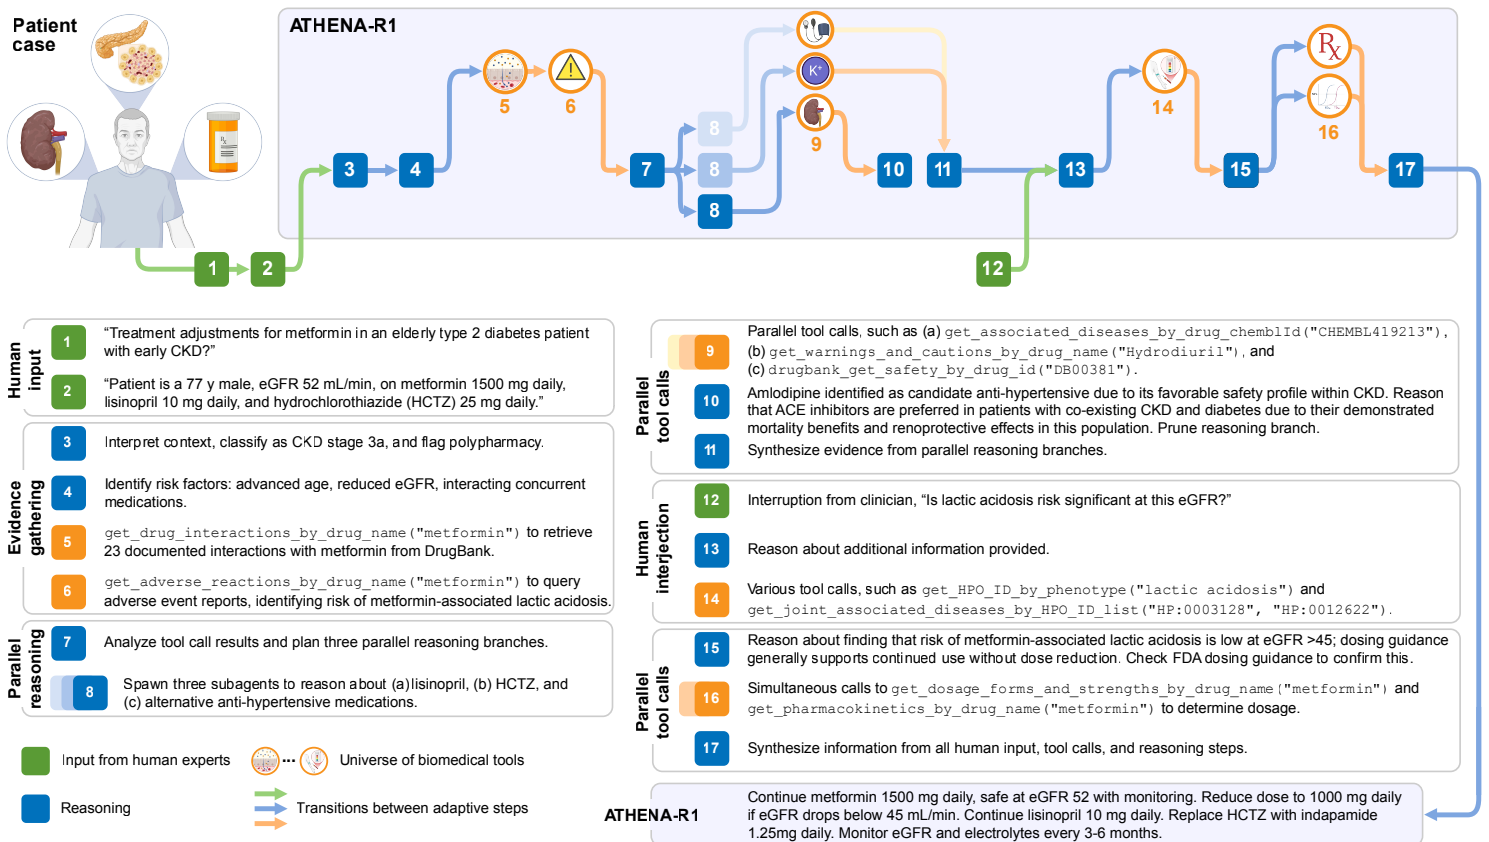 Patient
case
ATHENA-R1
Rx
K+
Rx
5
6
14
16
8
8
8
9
3
4
7
10
11
13
15
17
1
2
12
Human
input
1
"Treatment adjustments for metformin in an elderly type 2 diabetes patient
with early CKD?"
2
"Patient is a 77 y male, eGFR 52 mL/min, on metformin 1500 mg daily,
lisinopril 10 mg daily, and hydrochlorothiazide (HCTZ) 25 mg daily."
Evidence
gathering
3
Interpret context, classify as CKD stage 3a, and flag polypharmacy.
4
Identify risk factors: advanced age, reduced eGFR, interacting concurrent
medications.
5
get_drug_interactions_by_drug_name("metformin") to retrieve
23 documented interactions with metformin from DrugBank.
6
get_adverse_reactions_by_drug_name("metformin") to query
adverse event reports, identifying risk of metformin-associated lactic acidosis.
Parallel
reasoning
7
Analyze tool call results and plan three parallel reasoning branches.
8
Spawn three subagents to reason about (a) lisinopril, (b) HCTZ, and
(c) alternative anti-hypertensive medications.
Input from human experts
Universe of biomedical tools
Reasoning
Transitions between adaptive steps
Parallel
tool calls
9
Parallel tool calls, such as (a) get_associated_diseases_by_drug_chemblId("CHEMBL419213"),
(b) get_warnings_and_cautions_by_drug_name("Hydrodiuril"), and
(c) drugbank_get_safety_by_drug_id("DB00381").
10
Amlodipine identified as candidate anti-hypertensive due to its favorable safety profile within CKD. Reason
that ACE inhibitors are preferred in patients with co-existing CKD and diabetes due to their demonstrated
mortality benefits and renoprotective effects in this population. Prune reasoning branch.
11
Synthesize evidence from parallel reasoning branches.
Human
interjection
12
Interruption from clinician, "Is lactic acidosis risk significant at this eGFR?"
13
Reason about additional information provided.
14
Various tool calls, such as get_HPO_ID_by_phenotype("lactic acidosis") and
get_joint_associated_diseases_by_HPO_ID_list("HP:0003128", "HP:0012622").
Parallel
tool calls
15
Reason about finding that risk of metformin-associated lactic acidosis is low at eGFR >45; dosing guidance
generally supports continued use without dose reduction. Check FDA dosing guidance to confirm this.
16
Simultaneous calls to get_dosage_forms_and_strengths_by_drug_name("metformin") and
get_pharmacokinetics_by_drug_name("metformin") to determine dosage.
17
Synthesize information from all human input, tool calls, and reasoning steps.
ATHENA-R1
Continue metformin 1500 mg daily, safe at eGFR 52 with monitoring. Reduce dose to 1000 mg daily
if eGFR drops below 45 mL/min. Continue lisinopril 10 mg daily. Replace HCTZ with indapamide
1.25mg daily. Monitor eGFR and electrolytes every 3-6 months.